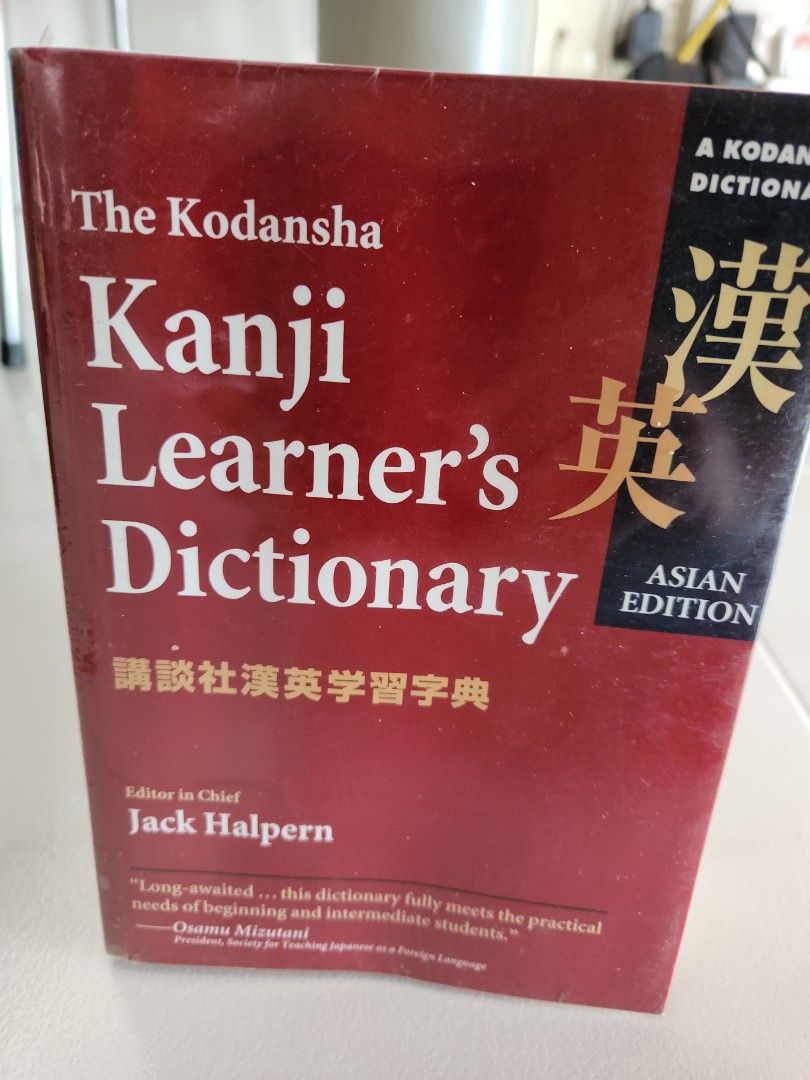 The Kodansha
Kanji
Learner's
Dictionary
講談社漢英学習字典
Editor in Chief
Jack Halpern
“Long-awaited … this dictionary fully meets the practical
needs of beginning and intermediate students.”
—Osamu Mizutani
President, Society for Teaching Japanese as a Foreign Language
A KODAN
DICTIONA
漢
英
ASIAN
EDITION